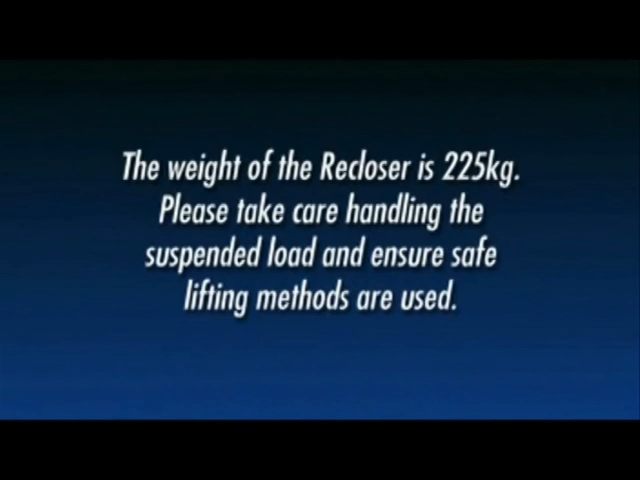 The weight of the Recloser is 225kg.
Please take care handling the
suspended load and ensure safe
lifting methods are used.